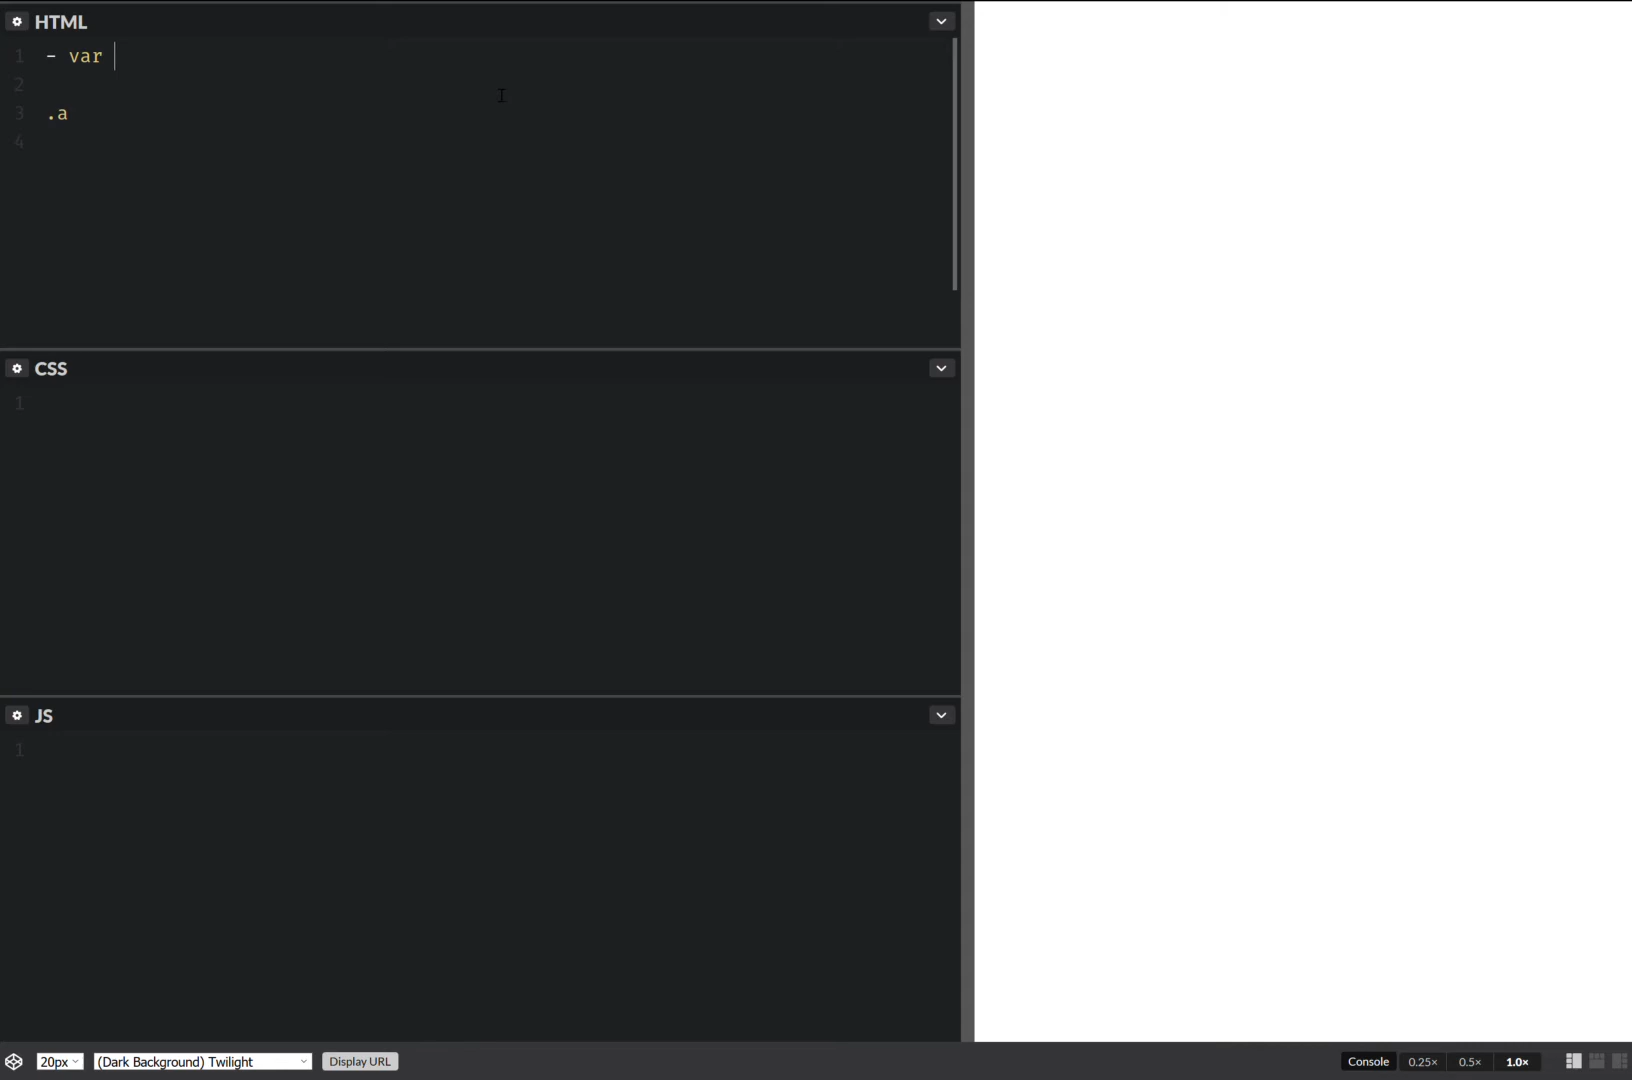 HTML
1 - var
2
3 .a
4
CSS
1
JS
1
20px (Dark Background) Twilight Display URL Console 0.25× 0.5× 1.0×